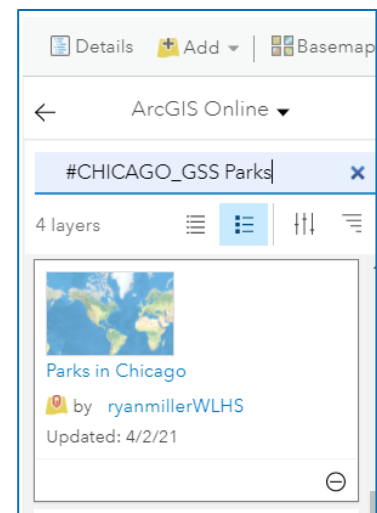 Details Add Basemap
ArcGIS Online
#CHICAGO_GSS Parks
4 layers
Parks in Chicago
by ryanmillerWLHS
Updated: 4/2/21